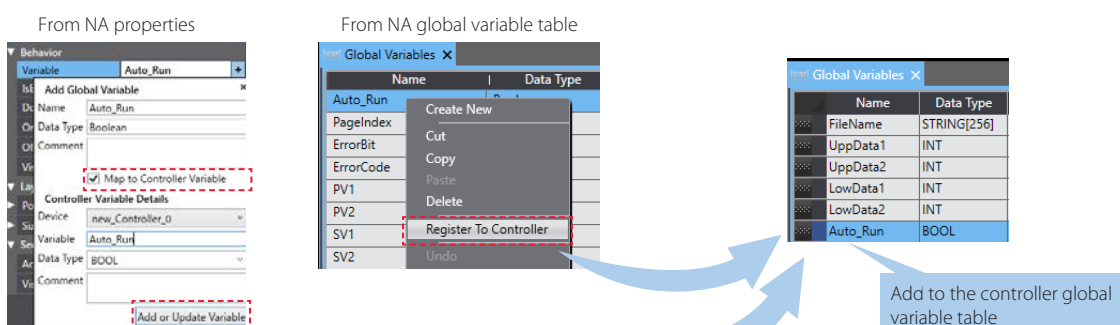 From NA properties
From NA global variable table
Behavior
Variable Auto_Run +
Add Global Variable ×
Name Auto_Run
Data Type Boolean
Comment
Map to Controller Variable
Controller Variable Details
Device new_Controller_0
Variable Auto_Run
Data Type BOOL
Comment
Add or Update Variable
Global Variables X
Name Data Type
Auto_Run
PageIndex
ErrorBit
ErrorCode
PV1
PV2
SV1
SV2
Create New
Cut
Copy
Paste
Delete
Register To Controller
Undo
Global Variables X
Name Data Type
FileName STRING[256]
UppData1 INT
UppData2 INT
LowData1 INT
LowData2 INT
Auto_Run BOOL
Add to the controller global
variable table